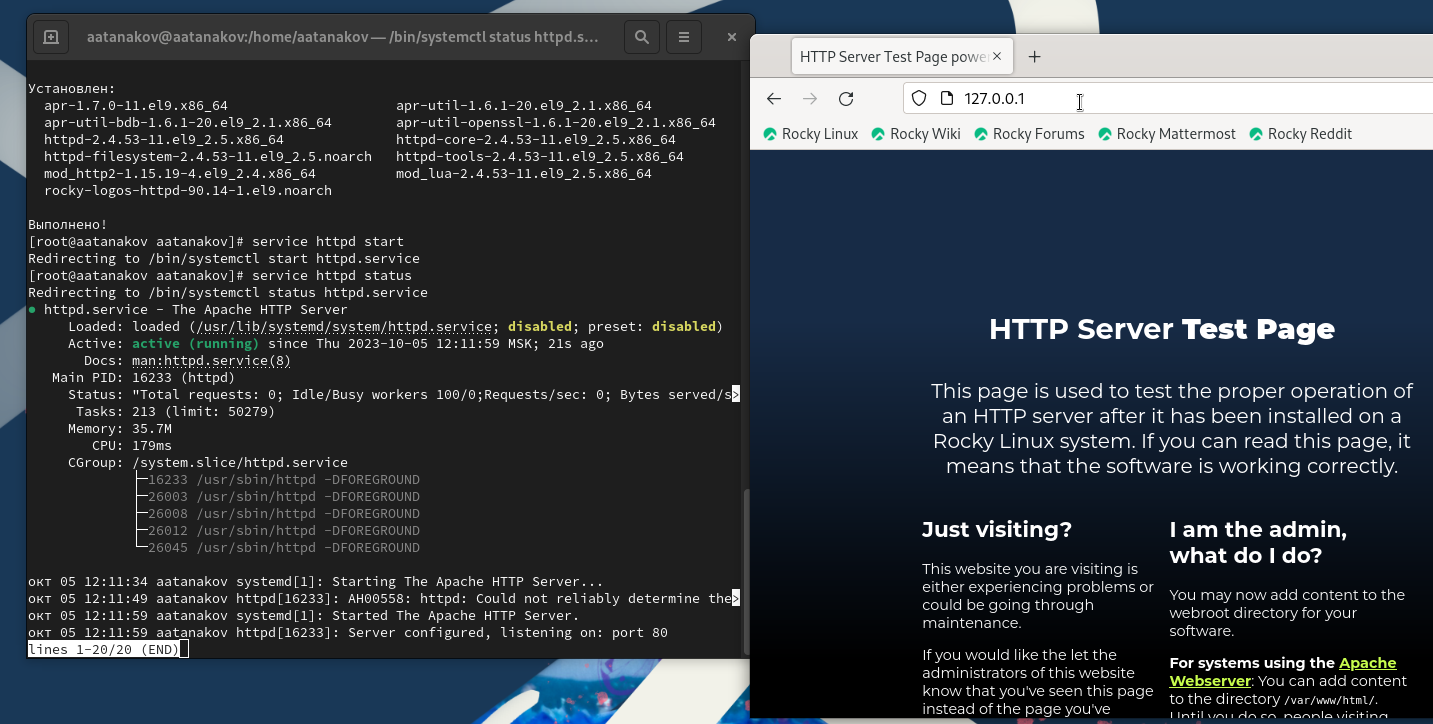 aatanakov@aatanakov:/home/aatanakov — /bin/systemctl status httpd.s...
Установлен:
apr-1.7.0-11.el9.x86_64 apr-util-1.6.1-20.el9_2.1.x86_64
apr-util-bdb-1.6.1-20.el9_2.1.x86_64 apr-util-openssl-1.6.1-20.el9_2.1.x86_64
httpd-2.4.53-11.el9_2.5.x86_64 httpd-core-2.4.53-11.el9_2.5.x86_64
httpd-filesystem-2.4.53-11.el9_2.5.noarch httpd-tools-2.4.53-11.el9_2.5.x86_64
mod_http2-1.15.19-4.el9_2.4.x86_64 mod_lua-2.4.53-11.el9_2.5.x86_64
rocky-logos-httpd-90.14-1.el9.noarch
Выполнено!
[root@aatanakov aatanakov]# service httpd start
Redirecting to /bin/systemctl start httpd.service
[root@aatanakov aatanakov]# service httpd status
Redirecting to /bin/systemctl status httpd.service
● httpd.service - The Apache HTTP Server
Loaded: loaded (/usr/lib/systemd/system/httpd.service; disabled; preset: disabled)
Active: active (running) since Thu 2023-10-05 12:11:59 MSK; 21s ago
Docs: man:httpd.service(8)
Main PID: 16233 (httpd)
Status: "Total requests: 0; Idle/Busy workers 100/0;Requests/sec: 0; Bytes served/s>
Tasks: 213 (limit: 50279)
Memory: 35.7M
CPU: 179ms
CGroup: /system.slice/httpd.service
├─16233 /usr/sbin/httpd -DFOREGROUND
├─26003 /usr/sbin/httpd -DFOREGROUND
├─26008 /usr/sbin/httpd -DFOREGROUND
├─26012 /usr/sbin/httpd -DFOREGROUND
└─26045 /usr/sbin/httpd -DFOREGROUND
окт 05 12:11:34 aatanakov systemd[1]: Starting The Apache HTTP Server...
окт 05 12:11:49 aatanakov httpd[16233]: AH00558: httpd: Could not reliably determine the>
окт 05 12:11:59 aatanakov systemd[1]: Started The Apache HTTP Server.
окт 05 12:11:59 aatanakov httpd[16233]: Server configured, listening on: port 80
lines 1-20/20 (END)
HTTP Server Test Page powe
127.0.0.1
Rocky Linux Rocky Wiki Rocky Forums Rocky Mattermost Rocky Reddit
HTTP Server Test Page
This page is used to test the proper operation of
an HTTP server after it has been installed on a
Rocky Linux system. If you can read this page, it
means that the software is working correctly.
Just visiting?
This website you are visiting is
either experiencing problems or
could be going through
maintenance.
If you would like the let the
administrators of this website
know that you've seen this page
instead of the page you've
I am the admin,
what do I do?
You may now add content to the
webroot directory for your
software.
For systems using the Apache
Webserver: You can add content
to the directory /var/www/html/.
Until you do so, people visiting